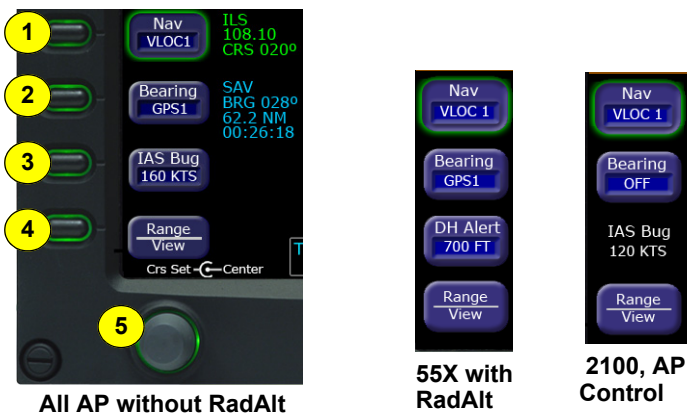 1
Nav
VLOC1
ILS
108.10
CRS 020º
2
Bearing
GPS1
SAV
BRG 028º
62.2 NM
00:26:18
3
IAS Bug
160 KTS
4
Range
View
T
Crs Set
Center
5
All AP without RadAlt
Nav
VLOC 1
Bearing
GPS1
DH Alert
700 FT
Range
View
55X with
RadAlt
Nav
VLOC 1
Bearing
OFF
IAS Bug
120 KTS
Range
View
2100, AP
Control